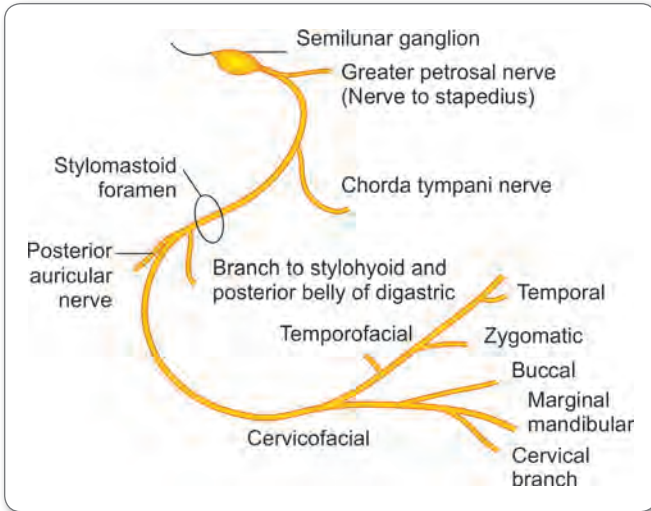 Semilunar ganglion
Greater petrosal nerve
(Nerve to stapedius)
Stylomastoid
foramen
Chorda tympani nerve
Posterior
auricular
nerve
Branch to stylohyoid and
posterior belly of digastric
Temporal
Temporofacial
Zygomatic
Buccal
Marginal
mandibular
Cervicofacial
Cervical
branch